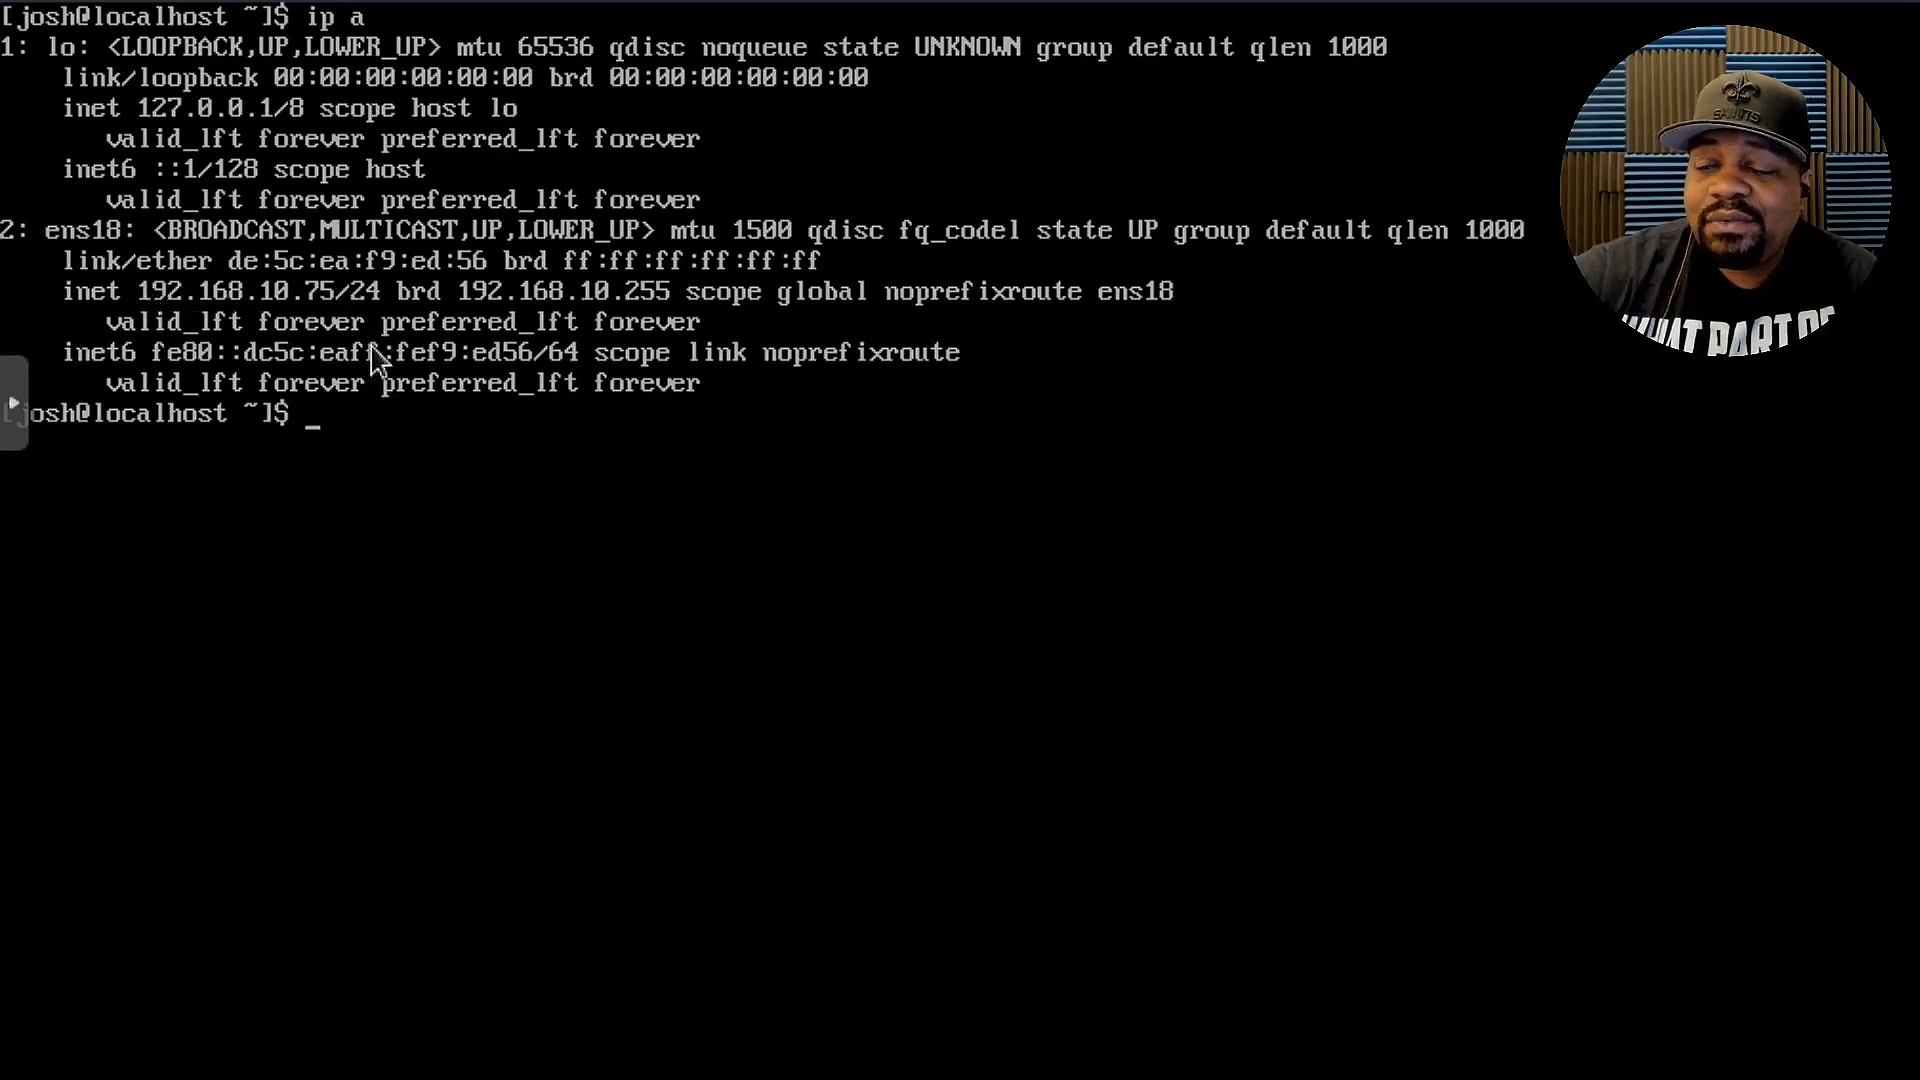 [josh@localhost ~]$ ip a
1: lo: <LOOPBACK,UP,LOWER_UP> mtu 65536 qdisc noqueue state UNKNOWN group default qlen 1000
link/loopback 00:00:00:00:00:00 brd 00:00:00:00:00:00
inet 127.0.0.1/8 scope host lo
valid_lft forever preferred_lft forever
inet6 ::1/128 scope host
valid_lft forever preferred_lft forever
2: ens18: <BROADCAST,MULTICAST,UP,LOWER_UP> mtu 1500 qdisc fq_codel state UP group default qlen 1000
link/ether de:5c:ea:f9:ed:56 brd ff:ff:ff:ff:ff:ff
inet 192.168.10.75/24 brd 192.168.10.255 scope global noprefixroute ens18
valid_lft forever preferred_lft forever
inet6 fe80::dc5c:eaff:fef9:ed56/64 scope link noprefixroute
valid_lft forever preferred_lft forever
[josh@localhost ~]$ _
SAINTS
WHAT PART OF